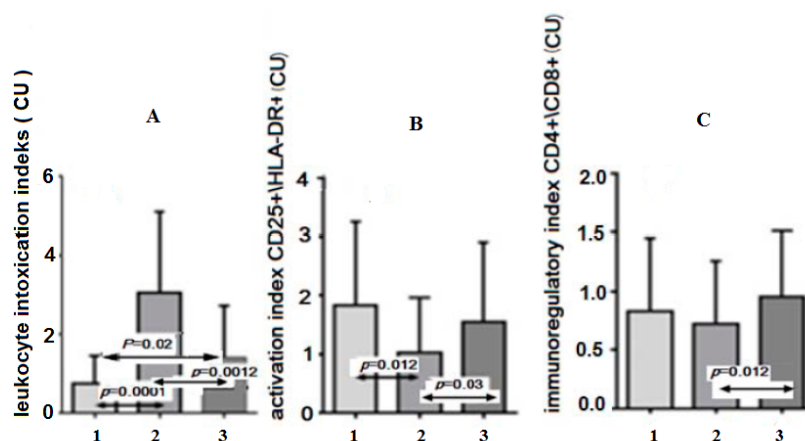 A
leukocyte intoxication indeks ( CU )
6
4
2
0
P=0.02
p=0.0012
p=0.0001
1 2 3
B
activation index CD25+\HLA-DR+ (CU)
4
3
2
1
0
p=0.012
p=0.03
1 2 3
C
immunoregulatory index CD4+\CD8+ (CU)
2.0
1.5
1.0
0.5
0.0
p=0.012
1 2 3